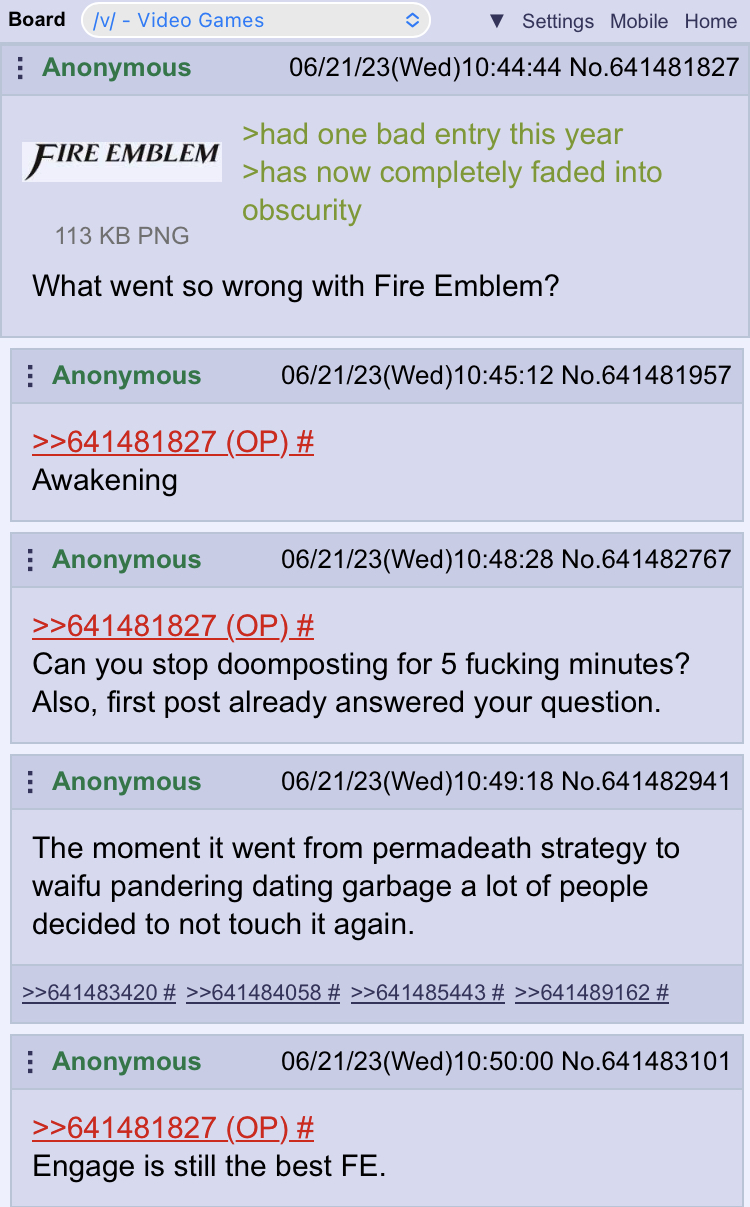 Board /v/ - Video Games ▼ Settings Mobile Home
Anonymous 06/21/23(Wed)10:44:44 No.641481827
FIRE EMBLEM
113 KB PNG
>had one bad entry this year
>has now completely faded into
obscurity
What went so wrong with Fire Emblem?
Anonymous 06/21/23(Wed)10:45:12 No.641481957
>>641481827 (OP) #
Awakening
Anonymous 06/21/23(Wed)10:48:28 No.641482767
>>641481827 (OP) #
Can you stop doomposting for 5 fucking minutes?
Also, first post already answered your question.
Anonymous 06/21/23(Wed)10:49:18 No.641482941
The moment it went from permadeath strategy to
waifu pandering dating garbage a lot of people
decided to not touch it again.
>>641483420 # >>641484058 # >>641485443 # >>641489162 #
Anonymous 06/21/23(Wed)10:50:00 No.641483101
>>641481827 (OP) #
Engage is still the best FE.